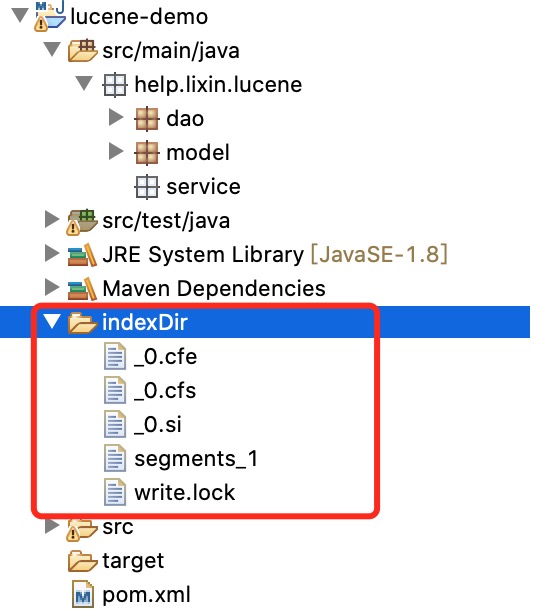 lucene-demo
src/main/java
help.lixin.lucene
dao
model
service
src/test/java
JRE System Library [JavaSE-1.8]
Maven Dependencies
indexDir
_0.cfe
_0.cfs
_0.si
segments_1
write.lock
src
target
pom.xml